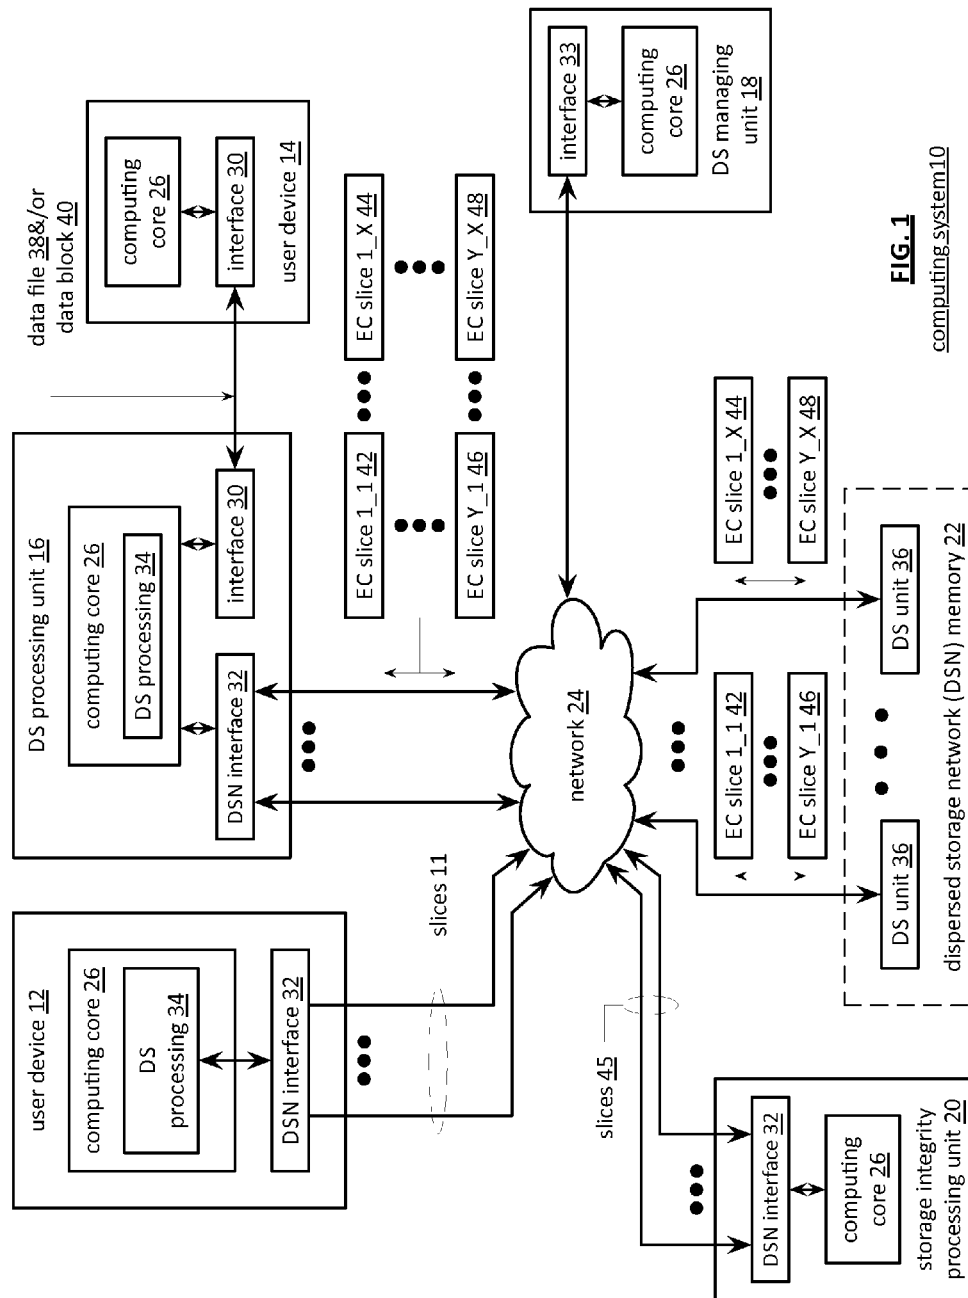 user device 12
computing core 26
DS
processing 34
DSN interface 32
slices 11
DS processing unit 16
computing core 26
DS processing 34
DSN interface 32
interface 30
data file 38&/or
data block 40
computing
core 26
interface 30
user device 14
EC slice 1_1 42
EC slice 1_X 44
EC slice Y_1 46
EC slice Y_X 48
network 24
interface 33
computing
core 26
DS managing
unit 18
slices 45
DSN interface 32
computing
core 26
storage integrity
processing unit 20
EC slice 1_1 42
EC slice Y_1 46
EC slice 1_X 44
EC slice Y_X 48
DS unit 36
DS unit 36
dispersed storage network (DSN) memory 22
FIG. 1
computing system10